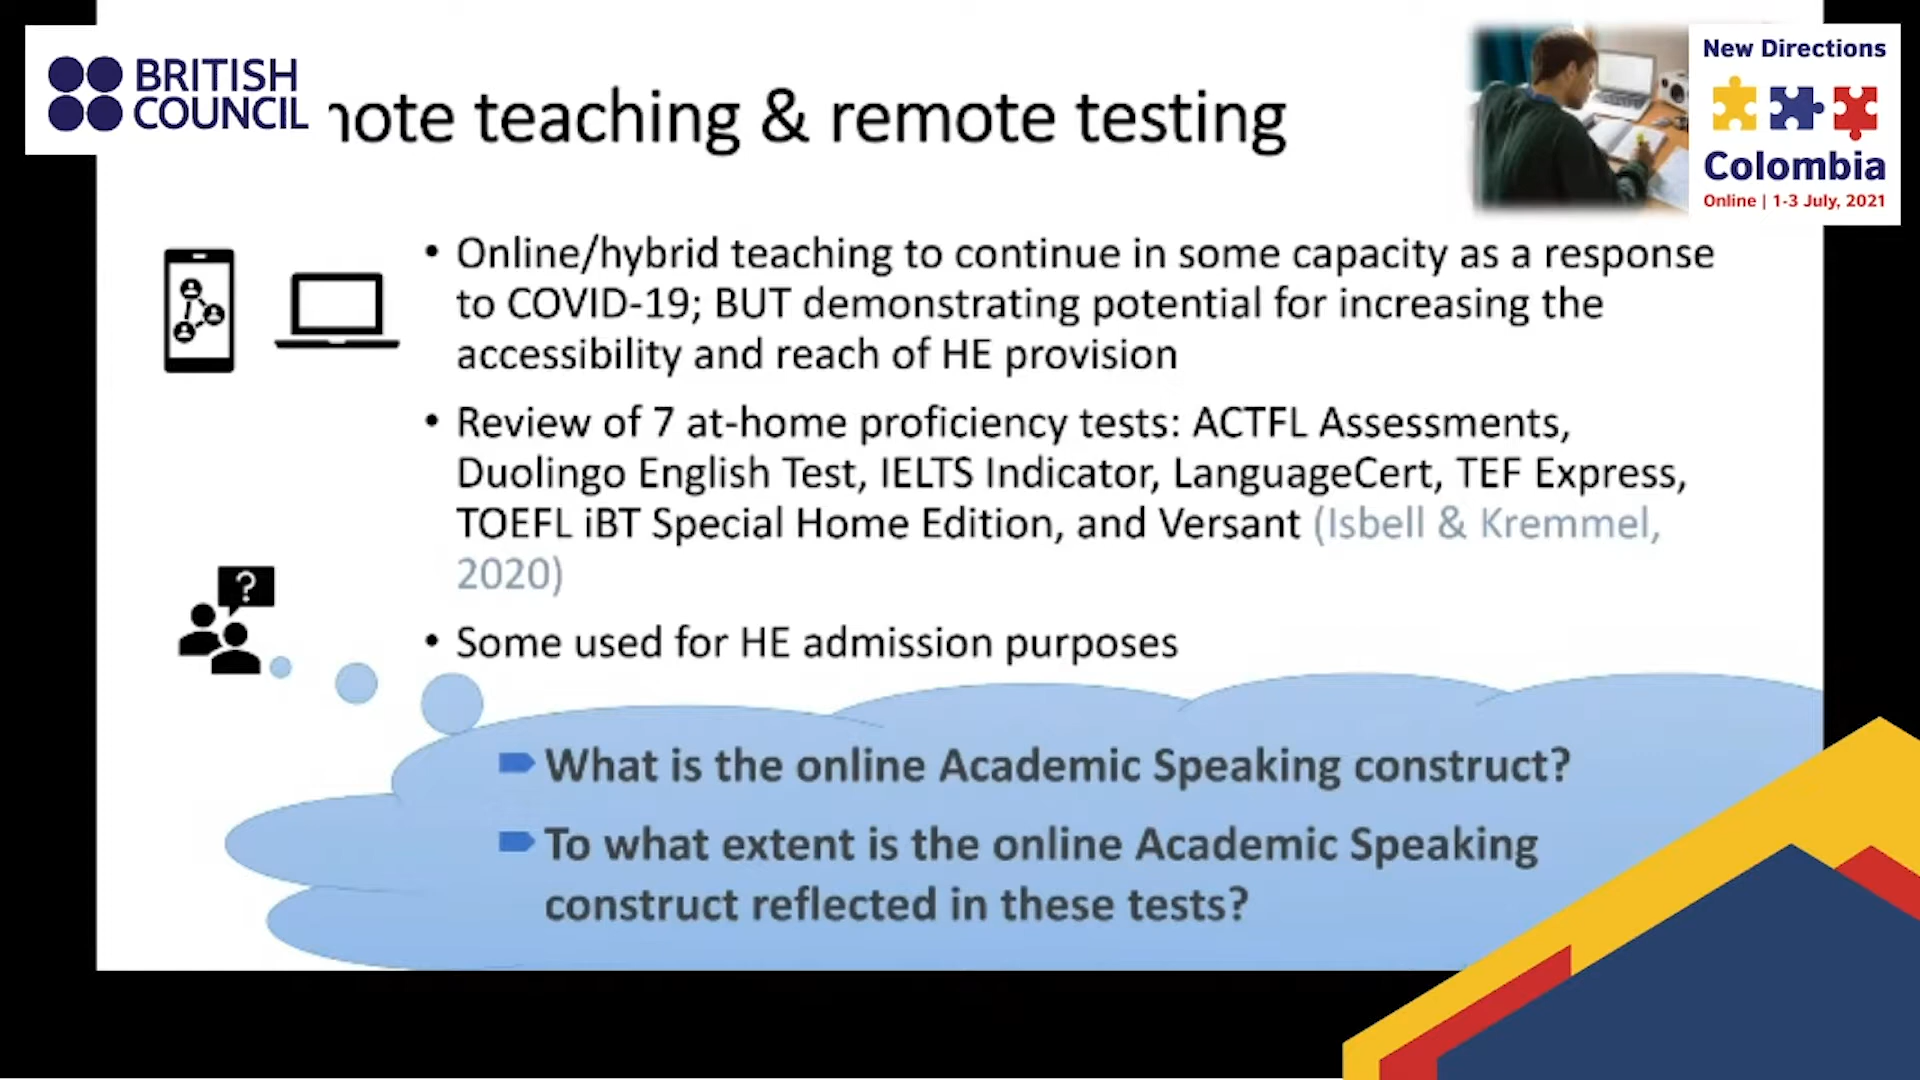 BRITISH
COUNCIL
note teaching & remote testing
New Directions
Colombia
Online | 1-3 July, 2021
• Online/hybrid teaching to continue in some capacity as a response
to COVID-19; BUT demonstrating potential for increasing the
accessibility and reach of HE provision
• Review of 7 at-home proficiency tests: ACTFL Assessments,
Duolingo English Test, IELTS Indicator, LanguageCert, TEF Express,
TOEFL iBT Special Home Edition, and Versant (Isbell & Kremmel,
2020)
?
• Some used for HE admission purposes
What is the online Academic Speaking construct?
To what extent is the online Academic Speaking
construct reflected in these tests?